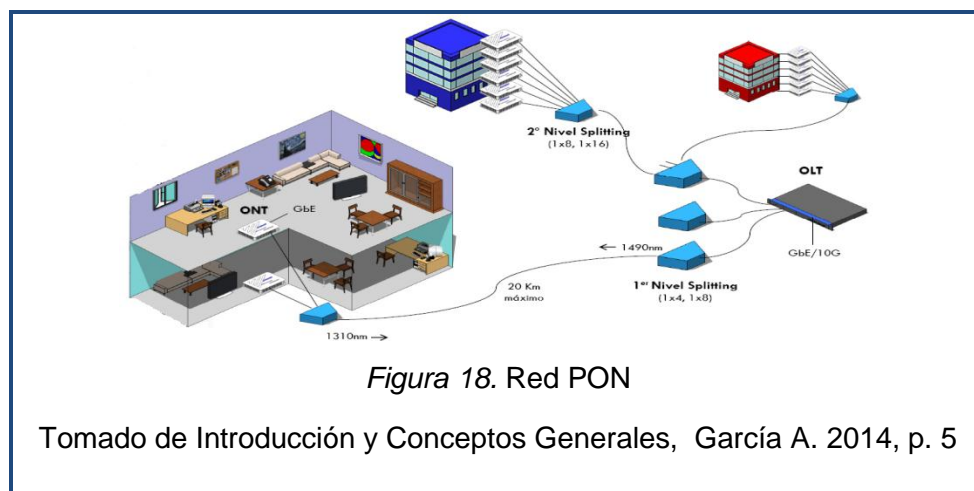 2º Nivel Splitting
(1x8, 1x16)
OLT
ONT
GbE
1490nm
GbE/10G
20 Km
máximo
1er Nivel Splitting
(1x4, 1x8)
1310nm
Figura 18. Red PON
Tomado de Introducción y Conceptos Generales, García A. 2014, p. 5